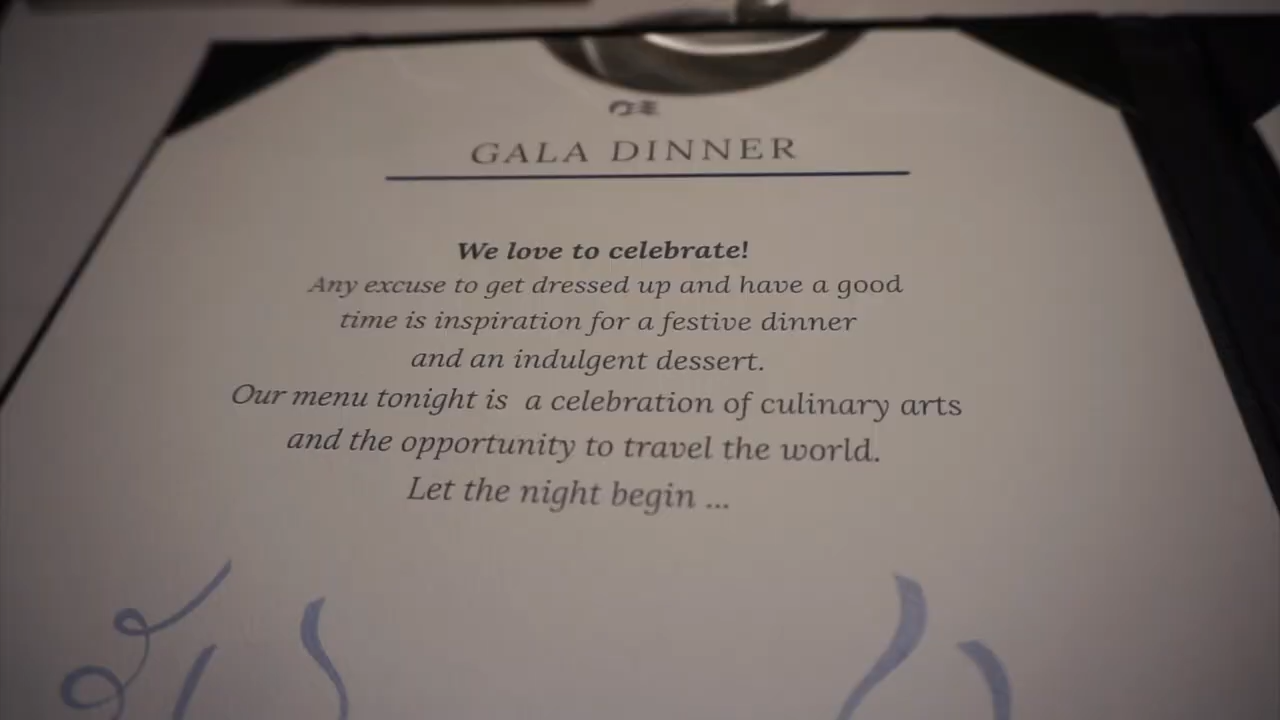 GALA DINNER
We love to celebrate!
Any excuse to get dressed up and have a good
time is inspiration for a festive dinner
and an indulgent dessert.
Our menu tonight is a celebration of culinary arts
and the opportunity to travel the world.
Let the night begin ...